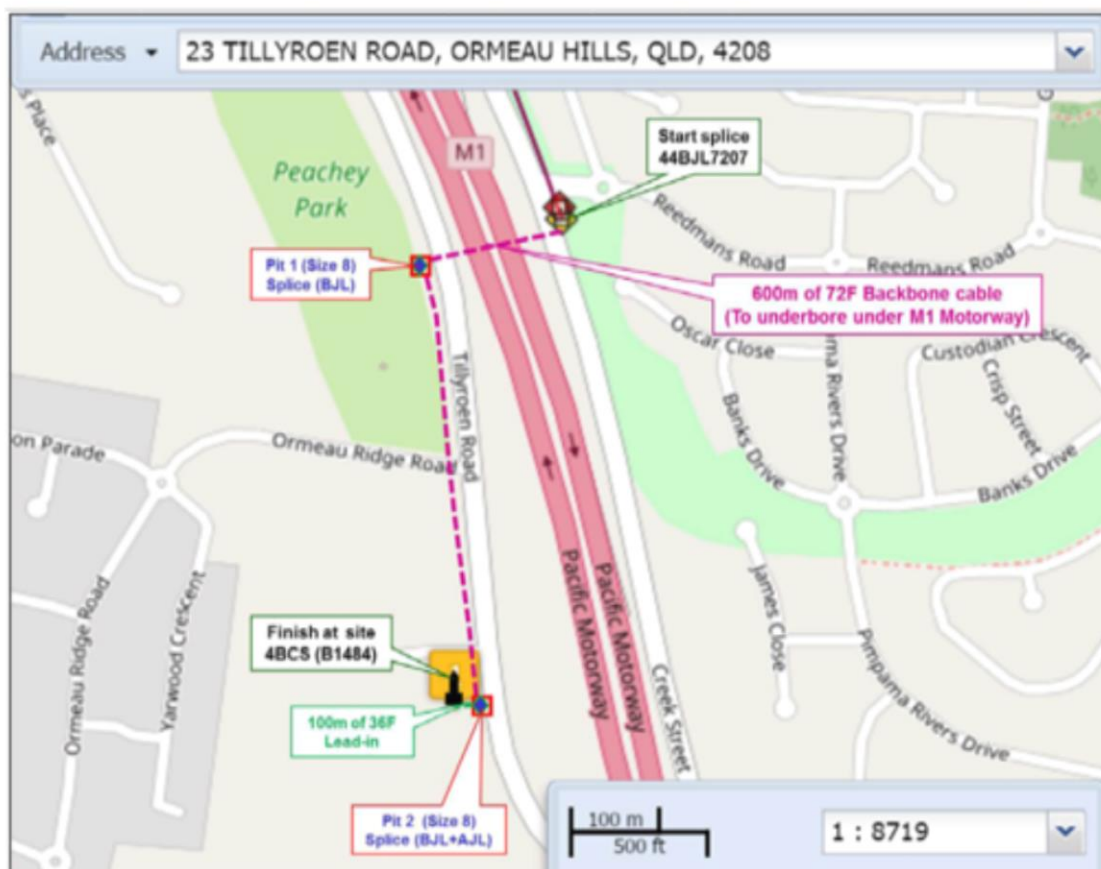 Address
23 TILLYROEN ROAD, ORMEAU HILLS, QLD, 4208
s Place
M1
Start splice
44BJL7207
G
Peachey
Park
Reedmans Road
Reedmans Road
Pit 1 (Size 8)
Splice (BJL)
600m of 72F Backbone cable
(To underbore under M1 Motorway)
Oscar Close
ama Rivers Drive
Custodian Crescent
Crisp Street
Tillyroen Road
Banks Drive
Banks Drive
on Parade
Ormeau Ridge Road
Pacific Motorway
Pacific Motorway
James Close
Ormeau Ridge Road
Yarwood Crescent
Finish at site
4BCS (B1484)
Creek Street
Pimpama Rivers Drive
100m of 36F
Lead-in
Pit 2 (Size 8)
Splice (BJL+AJL)
100 m
500 ft
1 : 8719